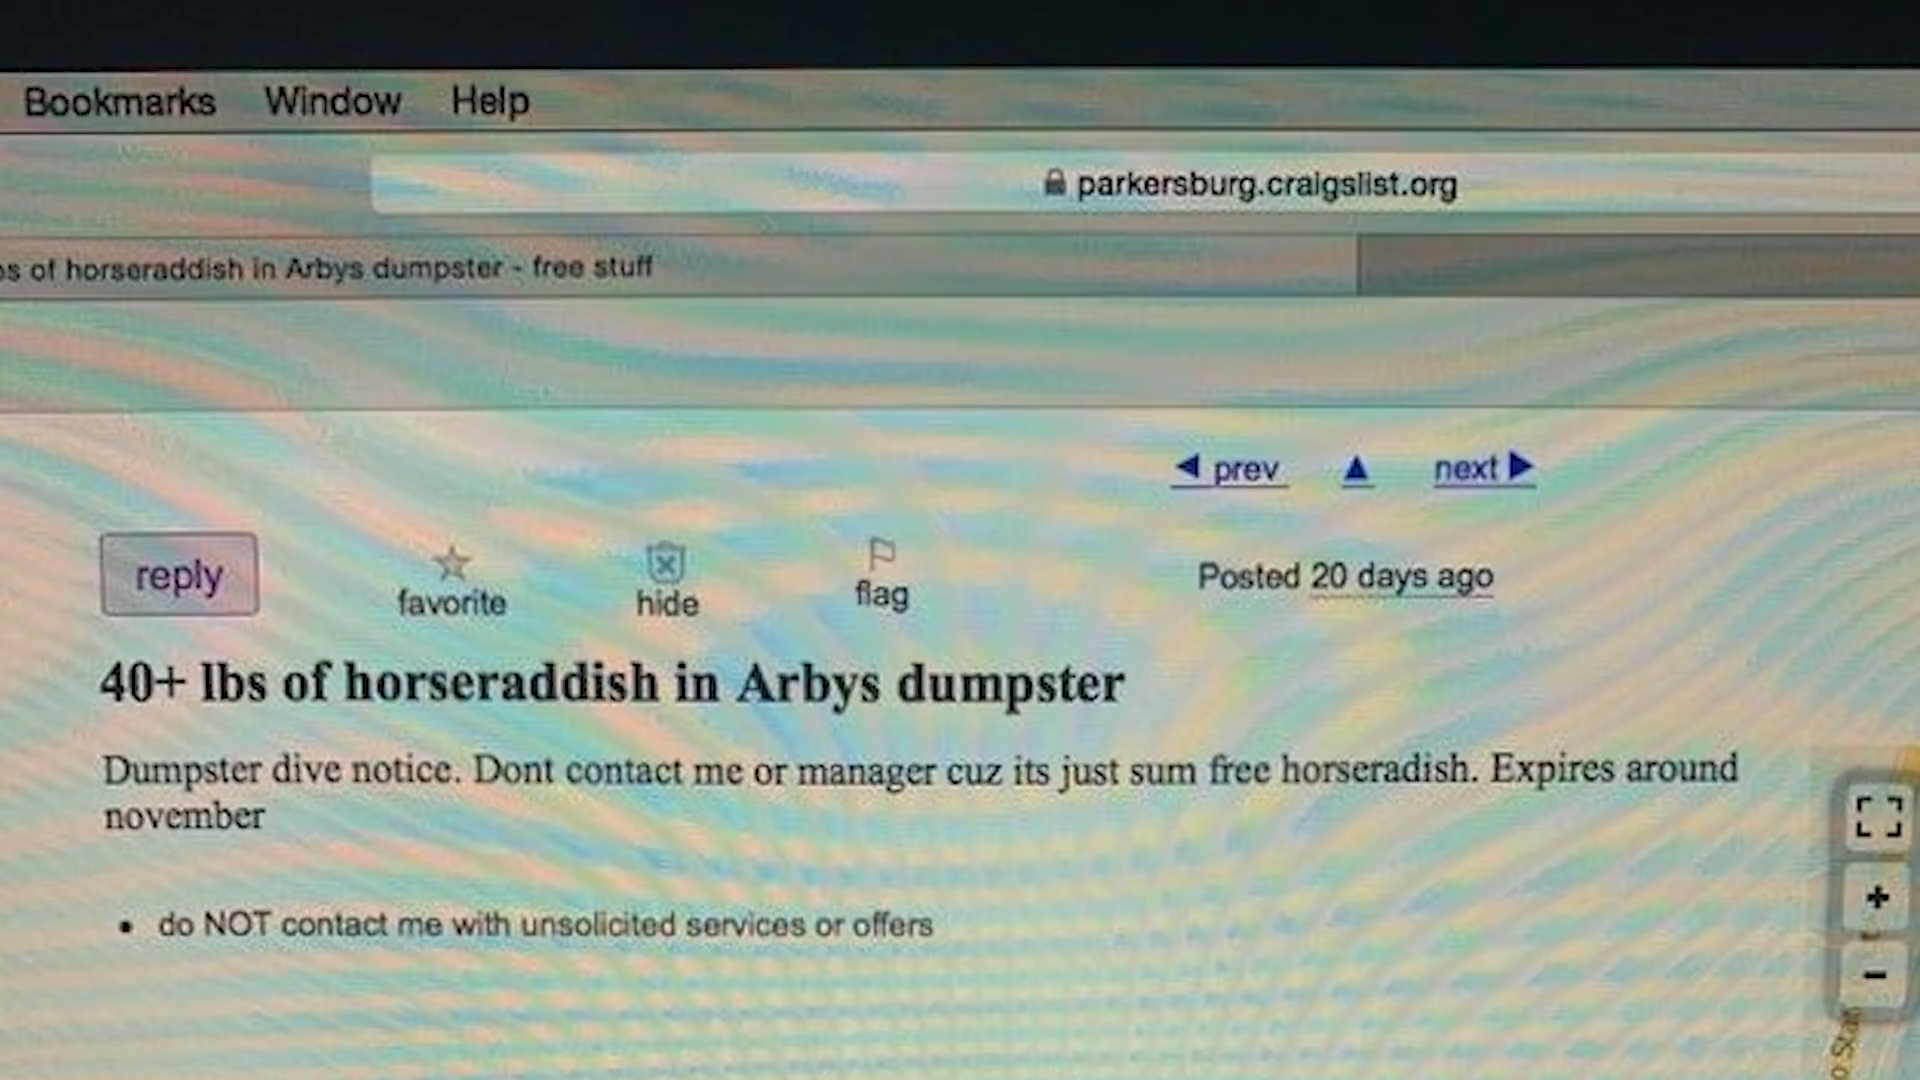 Bookmarks Window Help
parkersburg.craigslist.org
s of horseraddish in Arbys dumpster - free stuff
prev next
reply favorite hide flag Posted 20 days ago
40+ lbs of horseraddish in Arbys dumpster
Dumpster dive notice. Dont contact me or manager cuz its just sum free horseradish. Expires around
november
• do NOT contact me with unsolicited services or offers
+
-